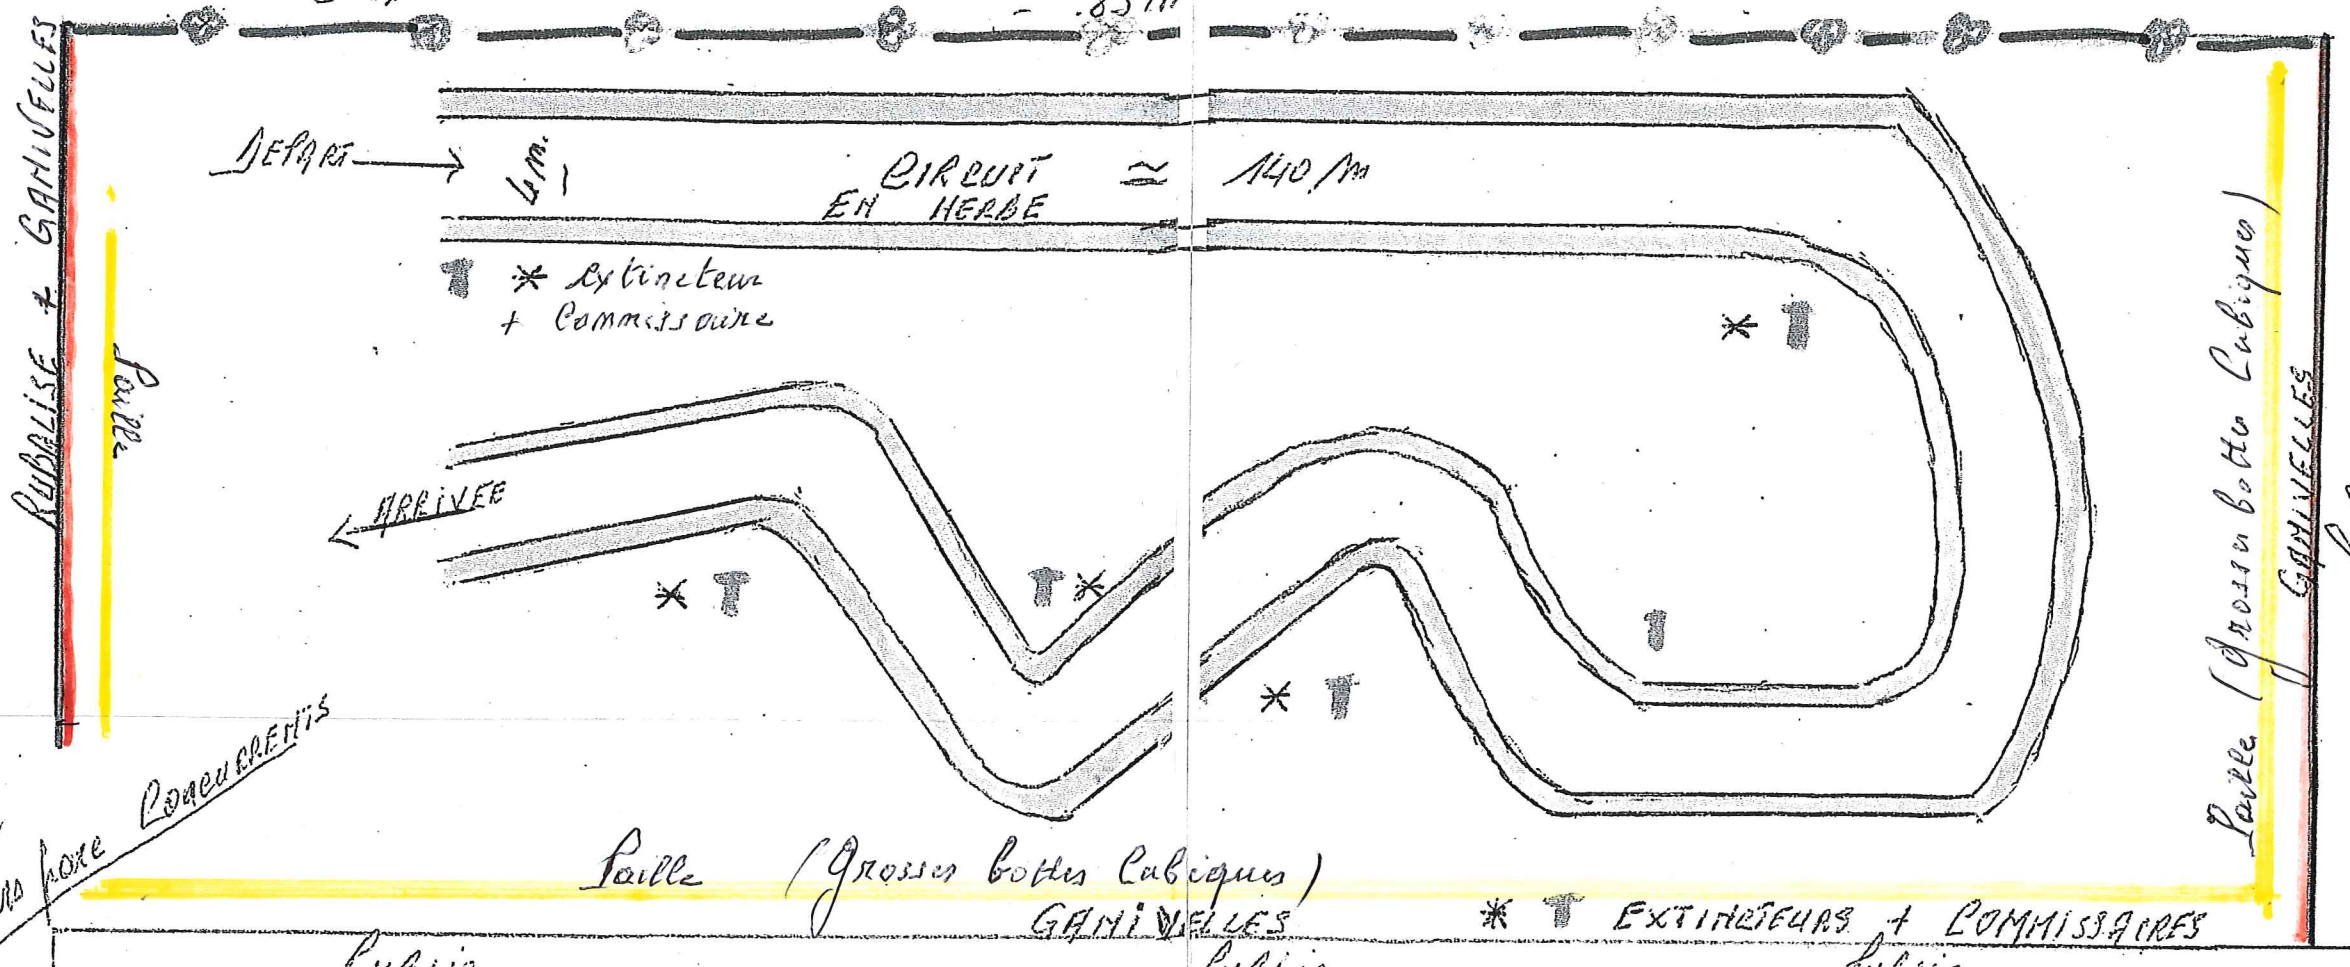 RUBALISE + GANIVELLES
DEPART
CIRCUIT ≃ 140 m
EN HERBE
* extincteur
+ Commissaire
Paille
*
ARRIVEE
*
*
*
Paille (Grosses bottes Cubiques)
GANIVELLES
CONCURRENTS
Paille (Grosses bottes Cubiques)
GANIVELLES
* T EXTINCTEURS + COMMISSAIRES